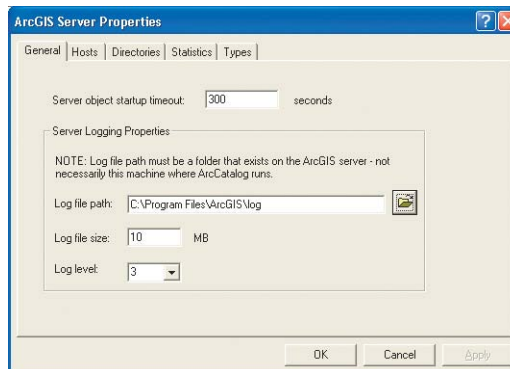 ArcGIS Server Properties
General Hosts Directories Statistics Types
Server object startup timeout: 300 seconds
Server Logging Properties
NOTE: Log file path must be a folder that exists on the ArcGIS server - not
necessarily this machine where ArcCatalog runs.
Log file path: C:\Program Files\ArcGIS\log
Log file size: 10 MB
Log level: 3
OK Cancel Apply